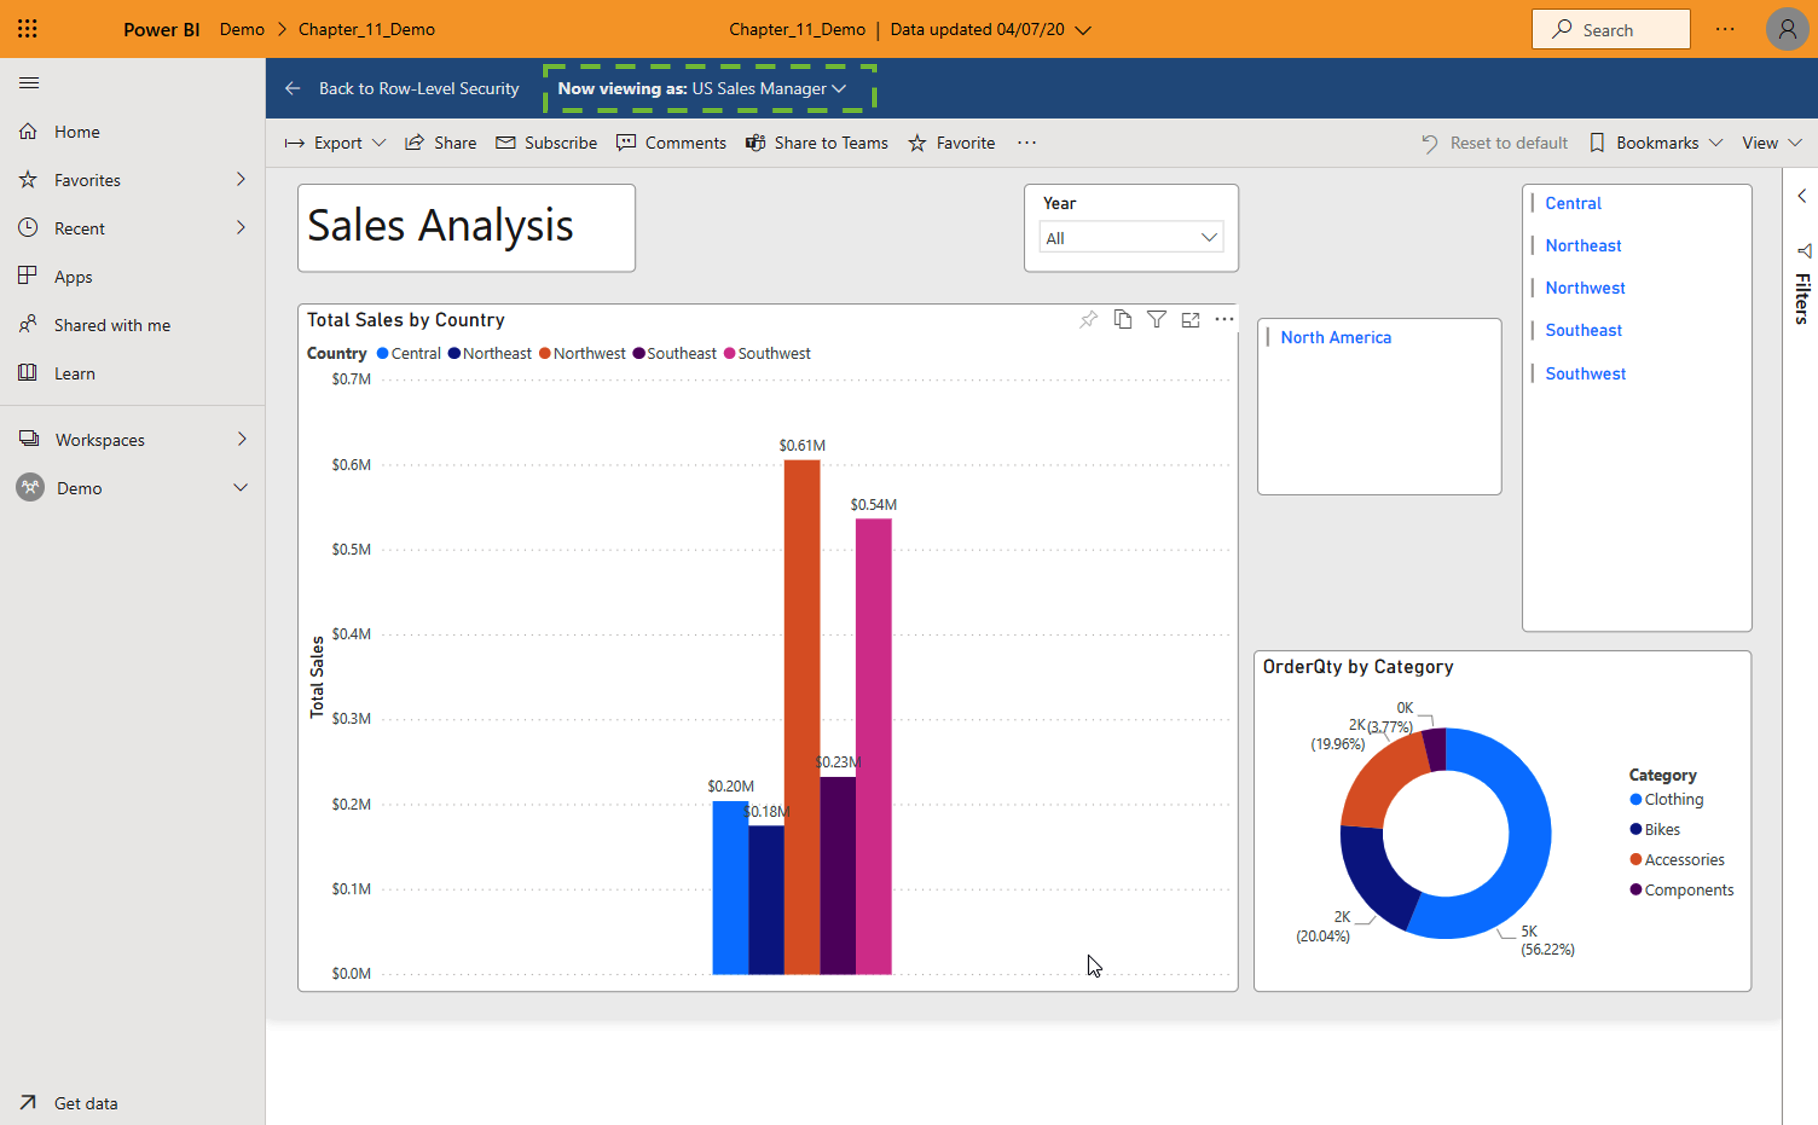 Power BI Demo Chapter_11_Demo
Chapter_11_Demo | Data updated 04/07/20
Search
Back to Row-Level Security
Now viewing as: US Sales Manager
Export Share Subscribe Comments Share to Teams Favorite
Reset to default Bookmarks View
Home
Favorites
Recent
Apps
Shared with me
Learn
Workspaces
Demo
Get data
Sales Analysis
Year
All
Central
Northeast
Northwest
Southeast
Southwest
Filters
North America
Total Sales by Country
Country Central Northeast Northwest Southeast Southwest
Total Sales
$0.7M
$0.6M
$0.5M
$0.4M
$0.3M
$0.2M
$0.1M
$0.0M
$0.20M
$0.18M
$0.61M
$0.23M
$0.54M
OrderQty by Category
0K
(3.77%)
2K
(19.96%)
2K
(20.04%)
5K
(56.22%)
Category
Clothing
Bikes
Accessories
Components